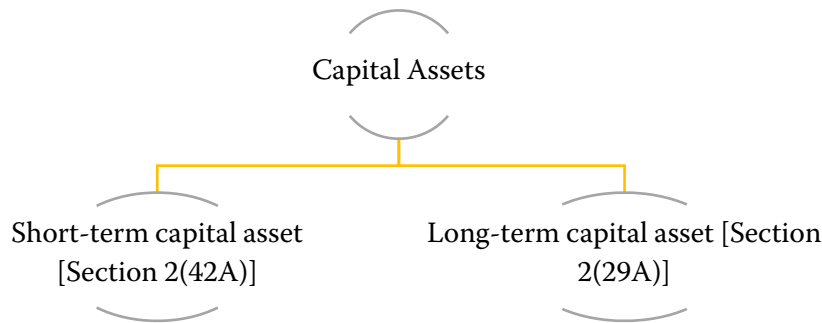 Capital Assets
Short-term capital asset
[Section 2(42A)]
Long-term capital asset [Section
2(29A)]